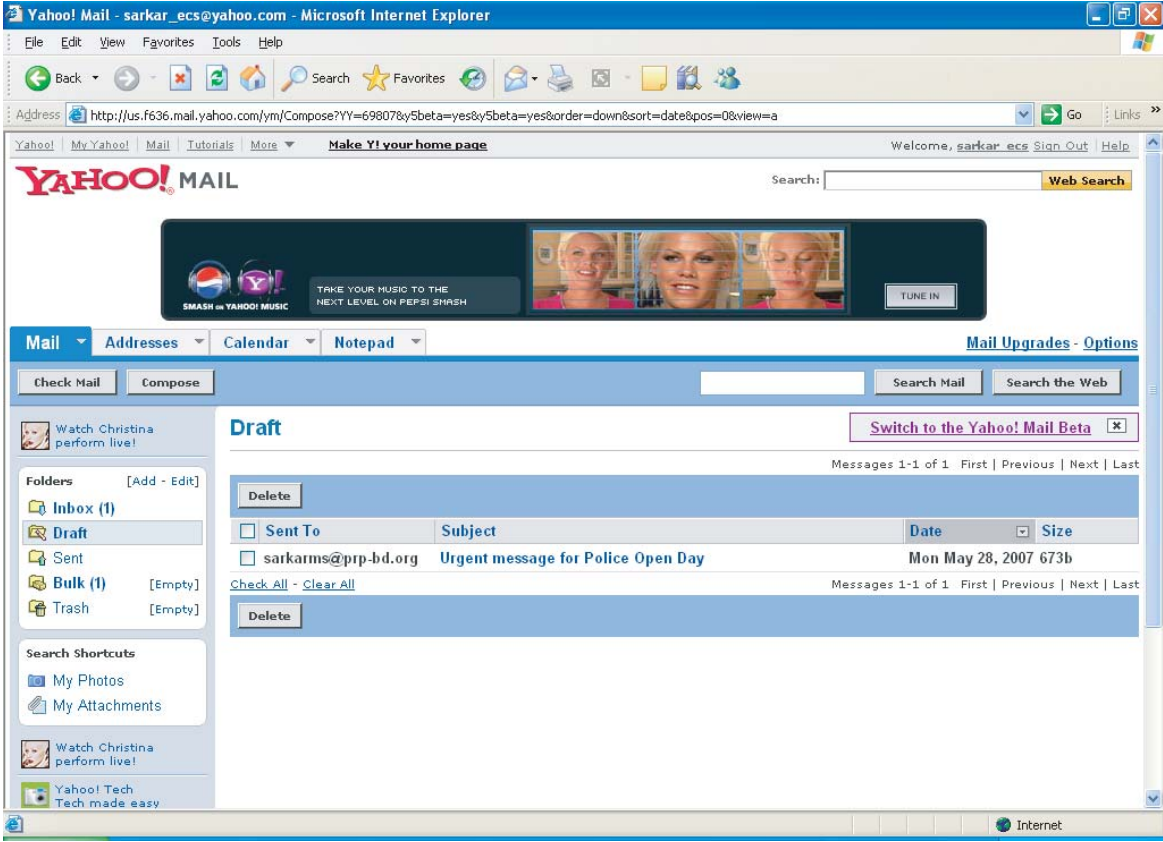 Yahoo! Mail - sarkar_ecs@yahoo.com - Microsoft Internet Explorer
File Edit View Favorites Tools Help
Back Search Favorites
Address http://us.f636.mail.yahoo.com/ym/Compose?YY=69807&y5beta=yes&y5beta=yes&order=down&sort=date&pos=0&view=a Go Links »
Yahoo! My Yahoo! Mail Tutorials More Make Y! your home page Welcome, sarkar_ecs Sign Out Help
YAHOO! MAIL Search: Web Search
TAKE YOUR MUSIC TO THE
NEXT LEVEL ON PEPSI SMASH
SMASH on YAHOO! MUSIC
TUNE IN
Mail Addresses Calendar Notepad Mail Upgrades - Options
Check Mail Compose Search Mail Search the Web
Watch Christina
perform live!
Folders [Add - Edit]
Inbox (1)
Draft
Sent
Bulk (1) [Empty]
Trash [Empty]
Search Shortcuts
My Photos
My Attachments
Watch Christina
perform live!
Yahoo! Tech
Tech made easy
Draft Switch to the Yahoo! Mail Beta
Messages 1-1 of 1 First | Previous | Next | Last
Delete
Sent To Subject Date Size
sarkarms@prp-bd.org Urgent message for Police Open Day Mon May 28, 2007 673b
Check All - Clear All Messages 1-1 of 1 First | Previous | Next | Last
Delete
Internet